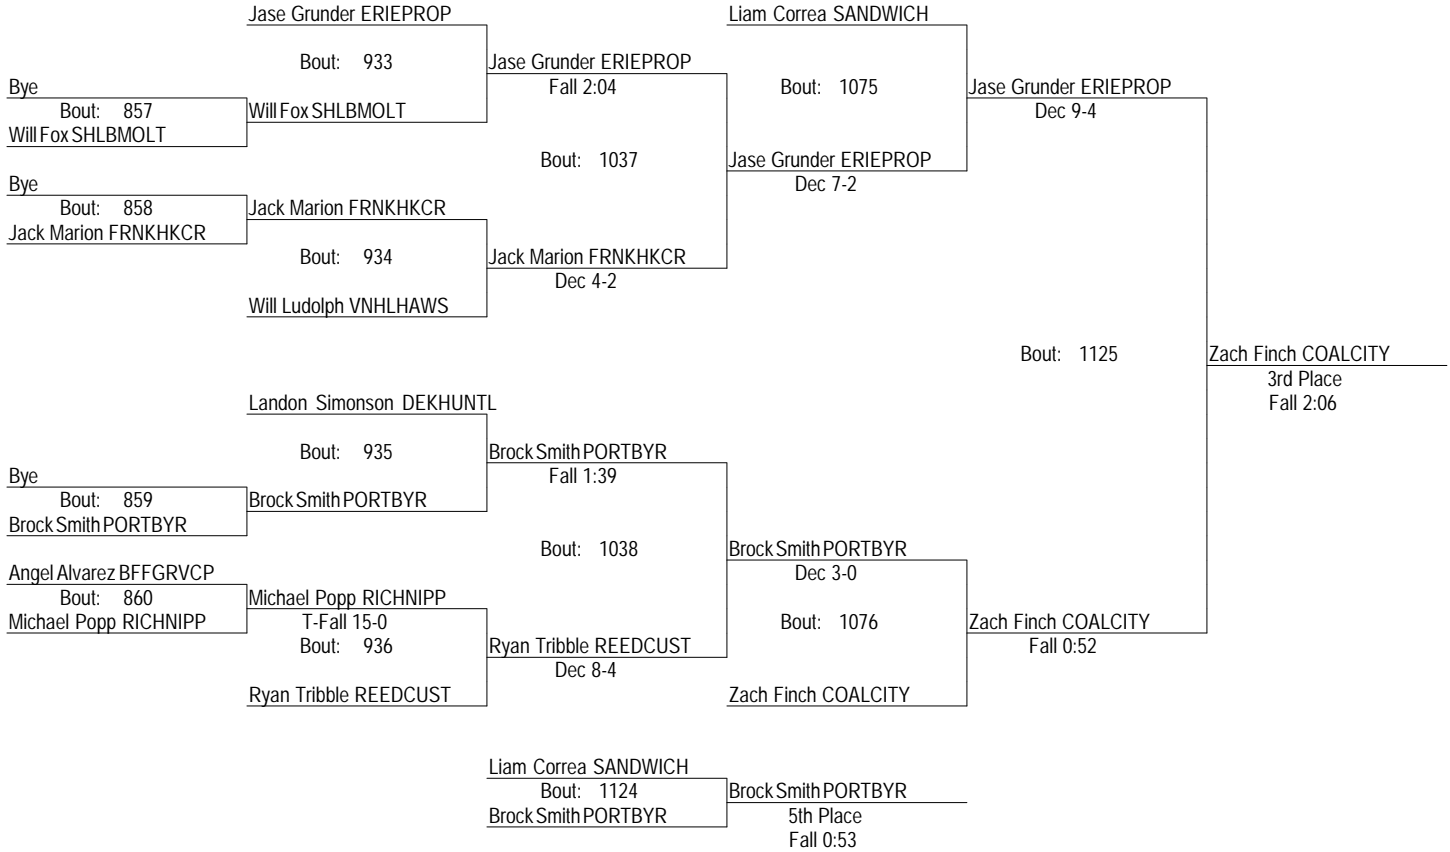 Jase Grunder ERIEPROP
Liam Correa SANDWICH
Bout: 933
Jase Grunder ERIEPROP
Fall 2:04
Bout: 1075
Jase Grunder ERIEPROP
Dec 9-4
Bye
Bout: 857
Will Fox SHLBMOLT
Will Fox SHLBMOLT
Bout: 1037
Jase Grunder ERIEPROP
Dec 7-2
Bye
Bout: 858
Jack Marion FRNKHKCR
Jack Marion FRNKHKCR
Bout: 934
Jack Marion FRNKHKCR
Dec 4-2
Will Ludolph VNHLHAWS
Bout: 1125
Zach Finch COALCITY
3rd Place
Fall 2:06
Landon Simonson DEKHUNTL
Bout: 935
Brock Smith PORTBYR
Fall 1:39
Bye
Bout: 859
Brock Smith PORTBYR
Brock Smith PORTBYR
Bout: 1038
Brock Smith PORTBYR
Dec 3-0
Angel Alvarez BFFGRVCP
Bout: 860
Michael Popp RICHNIPP
Michael Popp RICHNIPP
T-Fall 15-0
Bout: 936
Bout: 1076
Zach Finch COALCITY
Fall 0:52
Ryan Tribble REEDCUST
Dec 8-4
Ryan Tribble REEDCUST
Zach Finch COALCITY
Liam Correa SANDWICH
Bout: 1124
Brock Smith PORTBYR
Brock Smith PORTBYR
5th Place
Fall 0:53